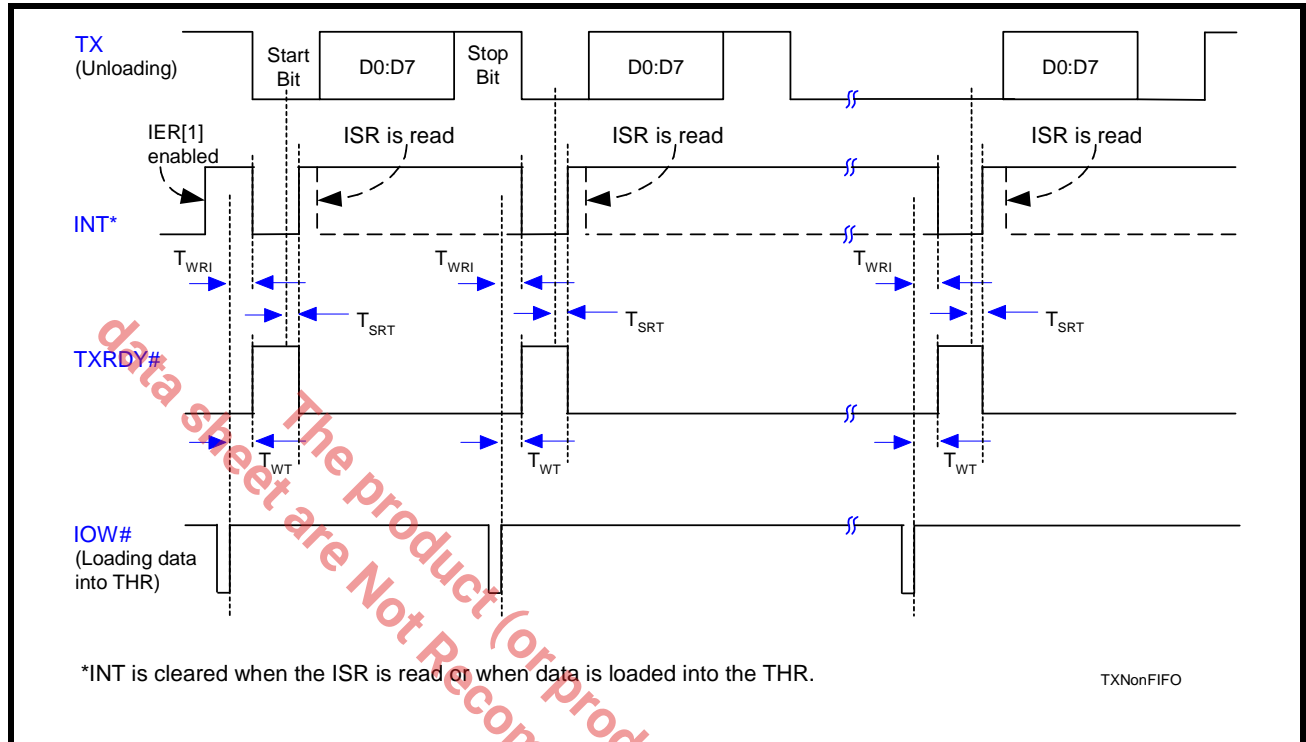 TX
(Unloading)
Start
Bit
D0:D7
Stop
Bit
D0:D7
D0:D7
IER[1]
enabled
ISR is read
ISR is read
ISR is read
INT*
TWRI
TWRI
TWRI
TSRT
TSRT
TSRT
TXRDY#
TWT
TWT
TWT
IOW#
(Loading data
into THR)
*INT is cleared when the ISR is read or when data is loaded into the THR.
TXNonFIFO
The product (or prod
data sheet are Not Recom